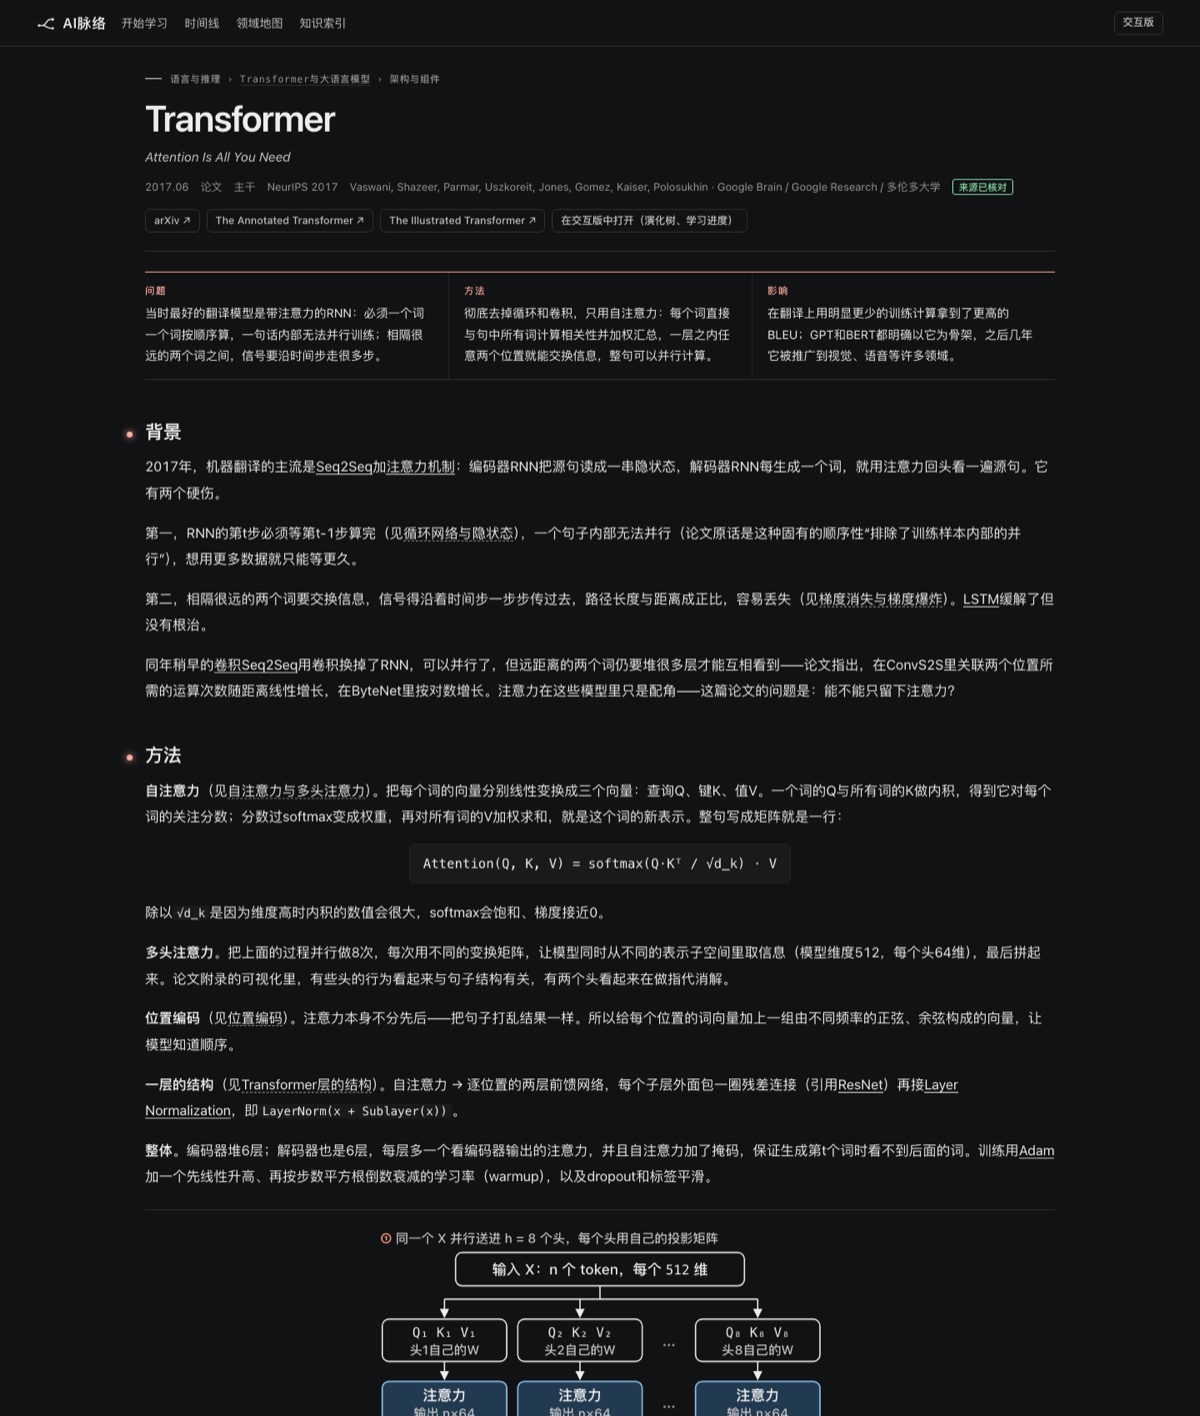 AI脉络 开始学习 时间线 领域地图 知识索引 交互版
语言与推理 › Transformer与大语言模型 › 架构与组件
Transformer
Attention Is All You Need
2017.06 论文 主干 NeurIPS 2017 Vaswani, Shazeer, Parmar, Uszkoreit, Jones, Gomez, Kaiser, Polosukhin · Google Brain / Google Research / 多伦多大学 来源已核对
arXiv ↗ The Annotated Transformer ↗ The Illustrated Transformer ↗ 在交互版中打开（演化树、学习进度）
问题
当时最好的翻译模型是带注意力的RNN：必须一个词
一个词按顺序算，一句话内部无法并行训练；相隔很
远的两个词之间，信号要沿时间步走很多步。
方法
彻底去掉循环和卷积，只用自注意力：每个词直接
与句中所有词计算相关性并加权汇总，一层之内任
意两个位置就能交换信息，整句可以并行计算。
影响
在翻译上用明显更少的训练计算拿到了更高的
BLEU；GPT和BERT都明确以它为骨架，之后几年
它被推广到视觉、语音等许多领域。
背景
2017年，机器翻译的主流是Seq2Seq加注意力机制：编码器RNN把源句读成一串隐状态，解码器RNN每生成一个词，就用注意力回头看一遍源句。它
有两个硬伤。
第一，RNN的第t步必须等第t-1步算完（见循环网络与隐状态），一个句子内部无法并行（论文原话是这种固有的顺序性“排除了训练样本内部的并
行”），想用更多数据就只能等更久。
第二，相隔很远的两个词要交换信息，信号得沿着时间步一步步传过去，路径长度与距离成正比，容易丢失（见梯度消失与梯度爆炸）。LSTM缓解了但
没有根治。
同年稍早的卷积Seq2Seq用卷积换掉了RNN，可以并行了，但远距离的两个词仍要堆很多层才能互相看到——论文指出，在ConvS2S里关联两个位置所
需的运算次数随距离线性增长，在ByteNet里按对数增长。注意力在这些模型里只是配角——这篇论文的问题是：能不能只留下注意力？
方法
自注意力（见自注意力与多头注意力）。把每个词的向量分别线性变换成三个向量：查询Q、键K、值V。一个词的Q与所有词的K做内积，得到它对每个
词的关注分数；分数过softmax变成权重，再对所有词的V加权求和，就是这个词的新表示。整句写成矩阵就是一行：
Attention(Q, K, V) = softmax(Q·Kᵀ / √d_k) · V
除以 √d_k 是因为维度高时内积的数值会很大，softmax会饱和、梯度接近0。
多头注意力。把上面的过程并行做8次，每次用不同的变换矩阵，让模型同时从不同的表示子空间里取信息（模型维度512，每个头64维），最后拼起
来。论文附录的可视化里，有些头的行为看起来与句子结构有关，有两个头看起来在做指代消解。
位置编码（见位置编码）。注意力本身不分先后——把句子打乱结果一样。所以给每个位置的词向量加上一组由不同频率的正弦、余弦构成的向量，让
模型知道顺序。
一层的结构（见Transformer层的结构）。自注意力 → 逐位置的两层前馈网络，每个子层外面包一圈残差连接（引用ResNet）再接Layer
Normalization，即 LayerNorm(x + Sublayer(x)) 。
整体。编码器堆6层；解码器也是6层，每层多一个看编码器输出的注意力，并且自注意力加了掩码，保证生成第t个词时看不到后面的词。训练用Adam
加一个先线性升高、再按步数平方根倒数衰减的学习率（warmup），以及dropout和标签平滑。
① 同一个 X 并行送进 h = 8 个头，每个头用自己的投影矩阵
输入 X：n 个 token，每个 512 维
Q₁ K₁ V₁
头1自己的W
Q₂ K₂ V₂
头2自己的W
…
Q₈ K₈ V₈
头8自己的W
注意力
输出 n×64
注意力
输出 n×64
…
注意力
输出 n×64